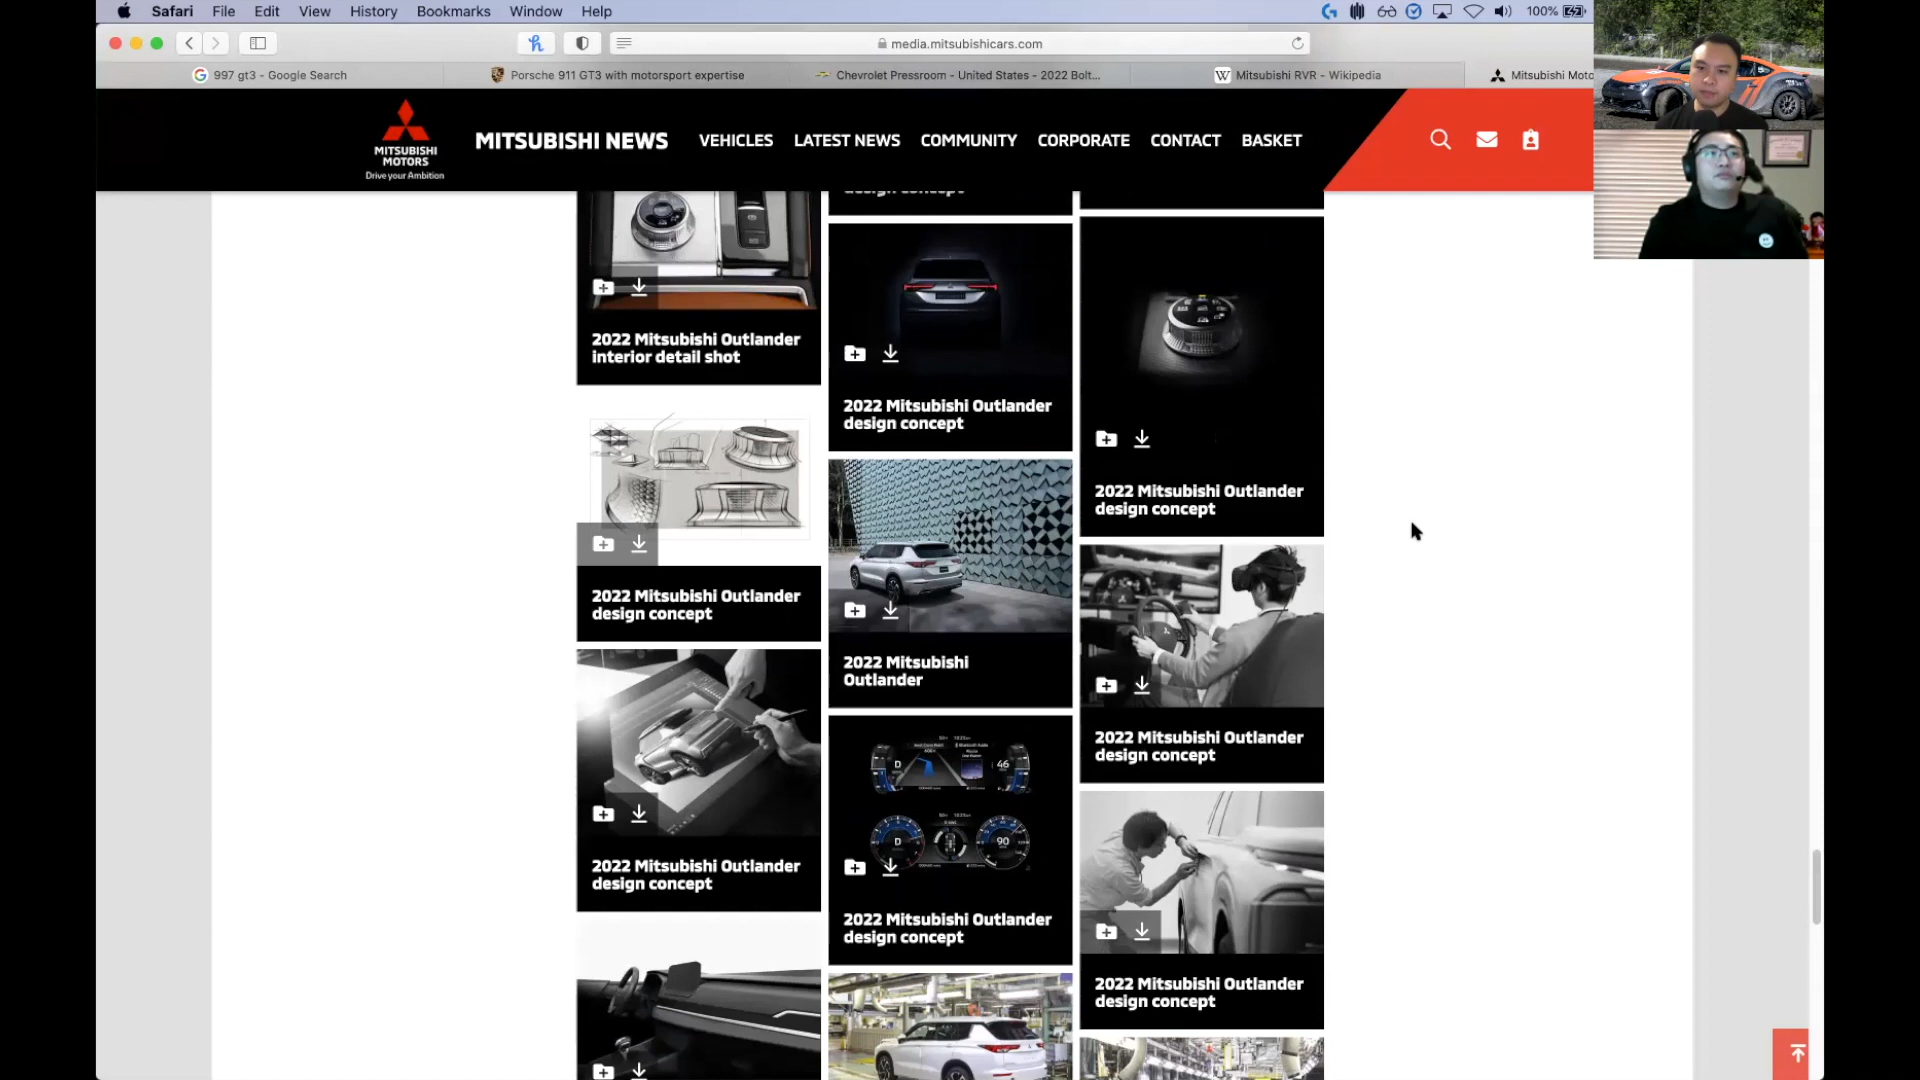 Safari File Edit View History Bookmarks Window Help 100%
media.mitsubishicars.com
997 gt3 - Google Search
Porsche 911 GT3 with motorsport expertise
Chevrolet Pressroom - United States - 2022 Bolt...
Mitsubishi RVR - Wikipedia
Mitsubishi Moto
MITSUBISHI
MOTORS
Drive your Ambition
MITSUBISHI NEWS VEHICLES LATEST NEWS COMMUNITY CORPORATE CONTACT BASKET
design concept
2022 Mitsubishi Outlander
interior detail shot
2022 Mitsubishi Outlander
design concept
2022 Mitsubishi Outlander
design concept
2022 Mitsubishi Outlander
design concept
2022 Mitsubishi
Outlander
2022 Mitsubishi Outlander
design concept
D 46
D 90
2022 Mitsubishi Outlander
design concept
2022 Mitsubishi Outlander
design concept
2022 Mitsubishi Outlander
design concept